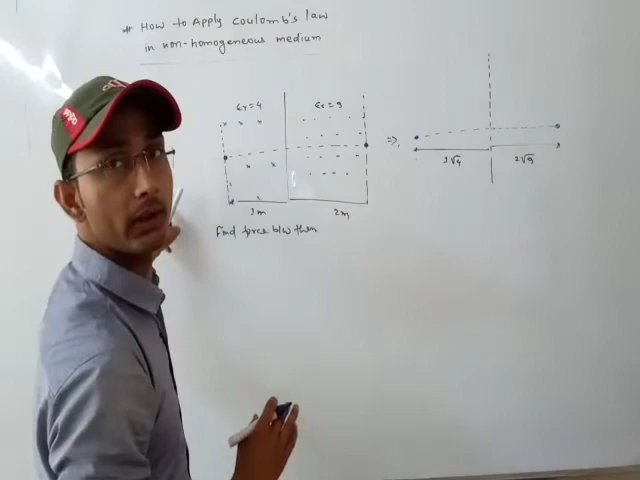 * How to Apply Coulomb's law
in non-homogeneous medium
εr = 4
εr = 9
⇒
1√4
2√9
1m
2m
Find force b/w them